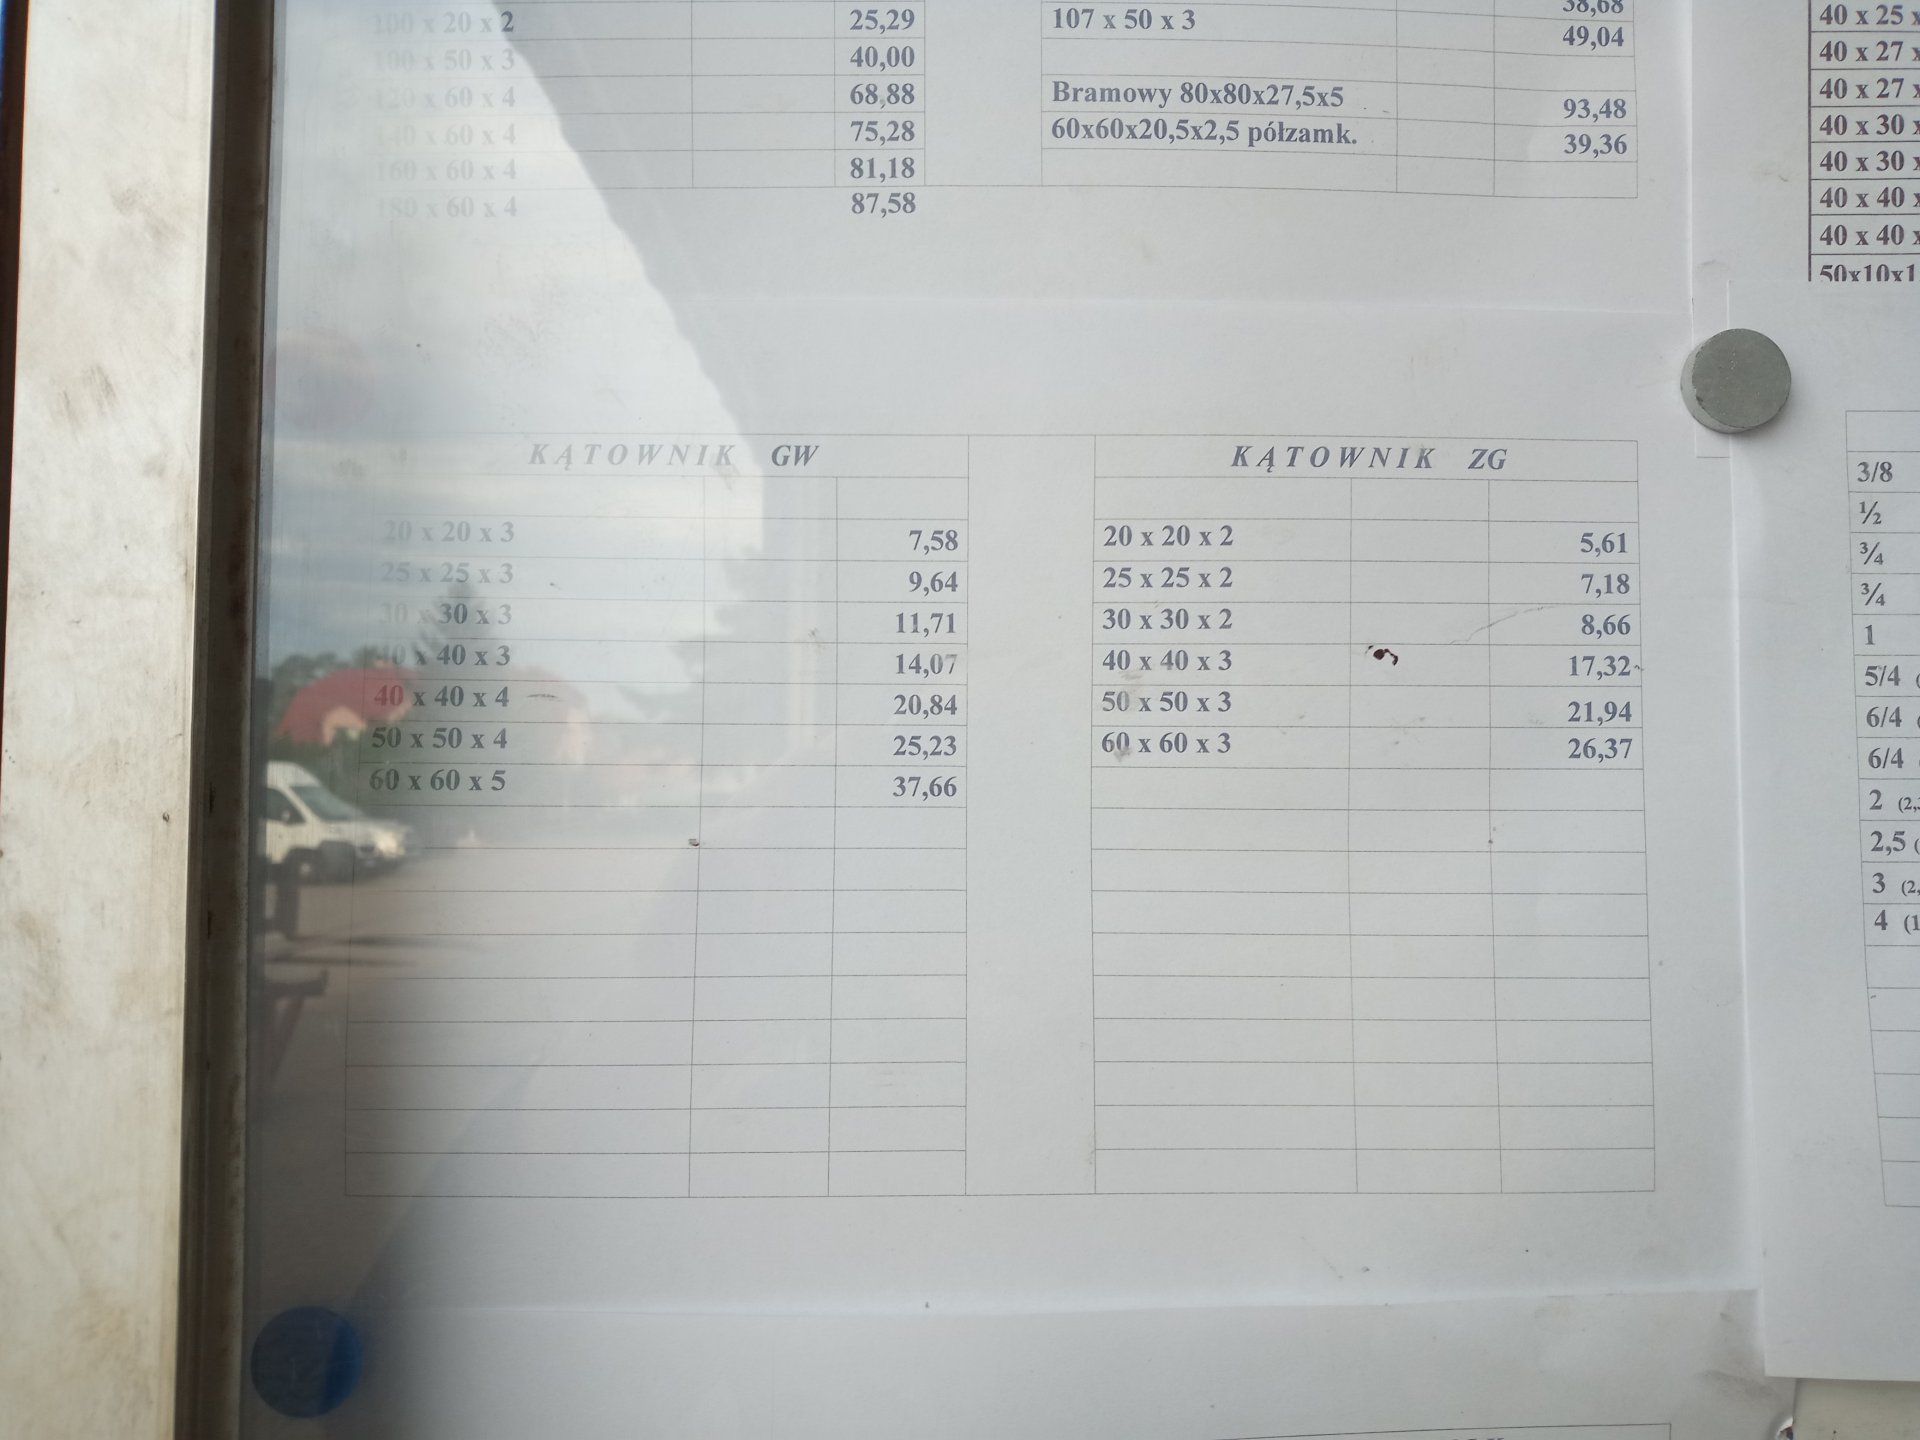 100 x 20 x 2 25,29
100 x 50 x 3 40,00
120 x 60 x 4 68,88
140 x 60 x 4 75,28
160 x 60 x 4 81,18
180 x 60 x 4 87,58
38,68
107 x 50 x 3 49,04
Bramowy 80x80x27,5x5 93,48
60x60x20,5x2,5 półzamk. 39,36
40 x 25 x
40 x 27 x
40 x 27 x
40 x 30 x
40 x 30 x
40 x 40 x
40 x 40 x
50x10x1
KĄTOWNIK GW
20 x 20 x 3 7,58
25 x 25 x 3 9,64
30 x 30 x 3 11,71
40 x 40 x 3 14,07
40 x 40 x 4 20,84
50 x 50 x 4 25,23
60 x 60 x 5 37,66
KĄTOWNIK ZG
20 x 20 x 2 5,61
25 x 25 x 2 7,18
30 x 30 x 2 8,66
40 x 40 x 3 17,32
50 x 50 x 3 21,94
60 x 60 x 3 26,37
3/8
½
¾
¾
1
5/4 (
6/4 (
6/4
2 (2,
2,5 (
3 (2,
4 (1